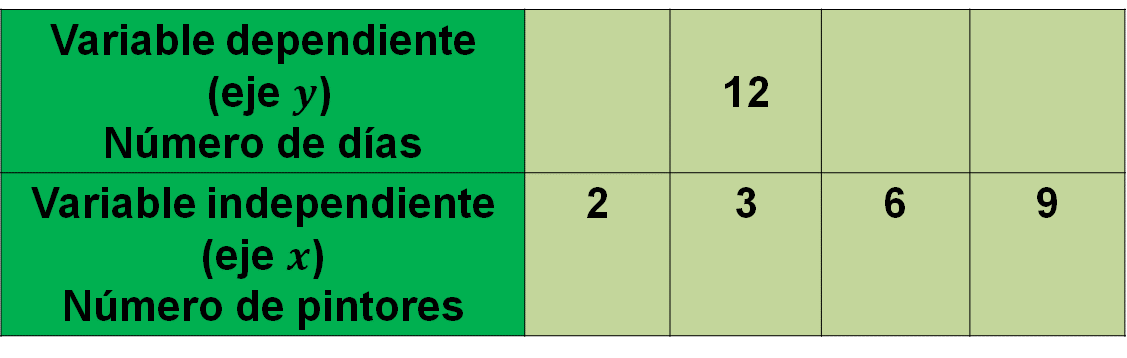 Variable dependiente
(eje y)
Número de días
12
Variable independiente
(eje x)
Número de pintores
2 3 6 9